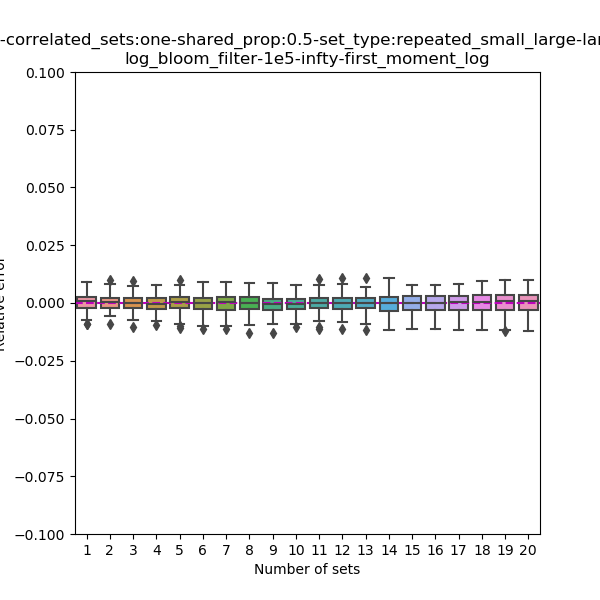 -correlated_sets:one-shared_prop:0.5-set_type:repeated_small_large-
log_bloom_filter-1e5-infty-first_moment_log
0.100
0.075
0.050
0.025
0.000
−0.025
−0.050
−0.075
−0.100
Relative error
1 2 3 4 5 6 7 8 9 10 11 12 13 14 15 16 17 18 19 20
Number of sets